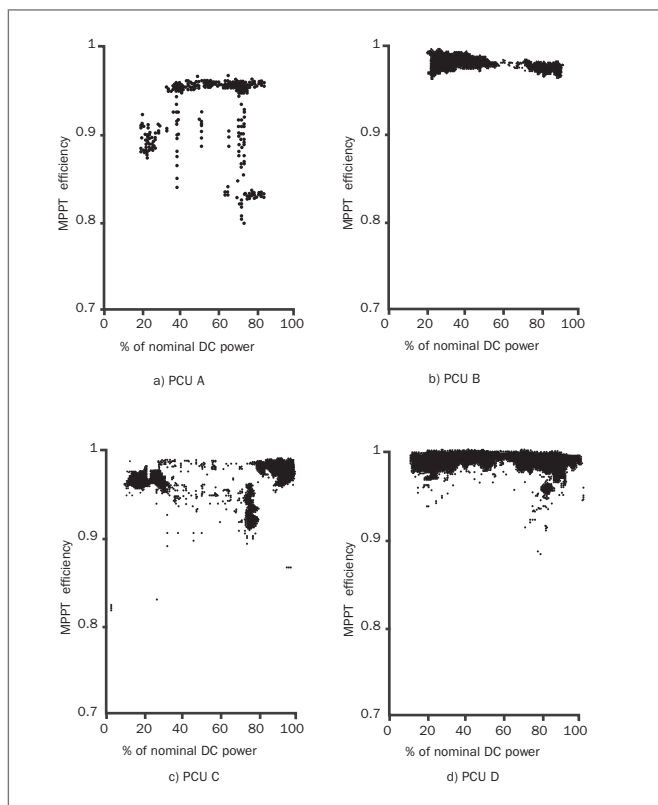 1
0.9
0.8
0.7
MPPT efficiency
0 20 40 60 80 100
% of nominal DC power
a) PCU A
1
0.9
0.8
0.7
MPPT efficiency
0 20 40 60 80 100
% of nominal DC power
b) PCU B
1
0.9
0.8
0.7
MPPT efficiency
0 20 40 60 80 100
% of nominal DC power
c) PCU C
1
0.9
0.8
0.7
MPPT efficiency
0 20 40 60 80 100
% of nominal DC power
d) PCU D